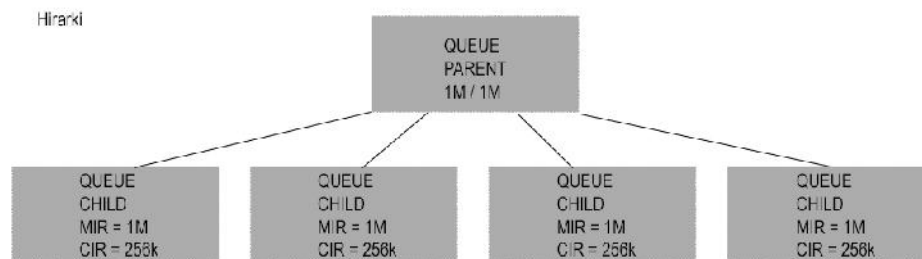 Hirarki
QUEUE
PARENT
1M / 1M
QUEUE
CHILD
MIR = 1M
CIR = 256k
QUEUE
CHILD
MIR = 1M
CIR = 256k
QUEUE
CHILD
MIR = 1M
CIR = 256k
QUEUE
CHILD
MIR = 1M
CIR = 256k